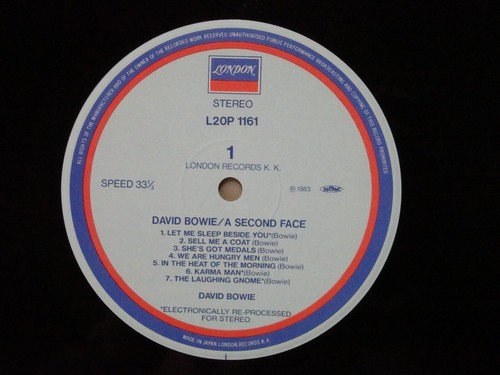 ALL RIGHTS OF THE MANUFACTURER AND OF THE OWNER OF THE RECORDED WORK RESERVED UNAUTHORISED PUBLIC PERFORMANCE BROADCASTING AND COPYING OF THIS RECORD PROHIBITED
LONDON
STEREO
L20P 1161
1
LONDON RECORDS K. K.
SPEED 33⅓
Ⓟ1983
DAVID BOWIE/A SECOND FACE
1. LET ME SLEEP BESIDE YOU*(Bowie)
2. SELL ME A COAT (Bowie)
3. SHE'S GOT MEDALS (Bowie)
4. WE ARE HUNGRY MEN (Bowie)
5. IN THE HEAT OF THE MORNING (Bowie)
6. KARMA MAN*(Bowie)
7. THE LAUGHING GNOME*(Bowie)
DAVID BOWIE
*ELECTRONICALLY RE-PROCESSED
FOR STEREO
MADE IN JAPAN LONDON RECORDS K. K.